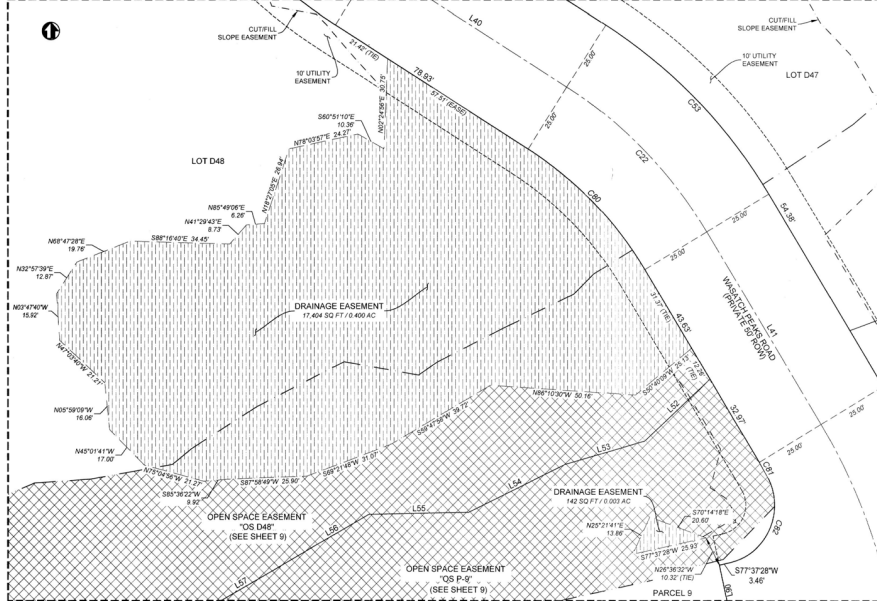 CUT/FILL
SLOPE EASEMENT
10' UTILITY
EASEMENT
21.42' (TIE)
78.93'
57.51' (EASE)
L40
25.00'
25.00'
C53
C22
CUT/FILL
SLOPE EASEMENT
10' UTILITY
EASEMENT
LOT D47
LOT D48
S60°51'10"E
10.36'
N02°24'56"E 30.75'
N78°03'57"E 24.27'
N18°27'05"E 26.94'
N85°49'06"E
6.26'
N41°29'43"E
8.73'
S88°16'40"E 34.45'
N68°47'28"E
19.76'
N32°57'39"E
12.87'
N03°47'40"W
15.92'
N47°03'40"W 21.21'
N05°59'09"W
16.06'
N45°01'41"W
17.00'
N75°04'56"W 21.27'
S85°36'22"W
9.92'
S87°58'49"W 25.90'
S69°21'46"W 31.07'
S59°47'59"W 39.72'
N86°10'30"W 50.16'
S50°40'09"W 25.13'
12.26'
(TIE)
DRAINAGE EASEMENT
17,404 SQ FT / 0.400 AC
C80
25.00'
25.00'
54.38'
31.37' (TIE)
43.63'
WASATCH PEAKS ROAD
(PRIVATE 50' ROW)
L41
32.97'
25.00'
25.00'
C81
C82
L52
L53
L54
L55
L56
L57
OPEN SPACE EASEMENT
"OS D48"
(SEE SHEET 9)
OPEN SPACE EASEMENT
"OS P-9"
(SEE SHEET 9)
DRAINAGE EASEMENT
142 SQ FT / 0.003 AC
N25°21'41"E
13.86'
S70°14'18"E
20.60'
S77°37'28"W 25.93'
N26°36'32"W
10.32' (TIE)
S77°37'28"W
3.46'
PARCEL 9
L90